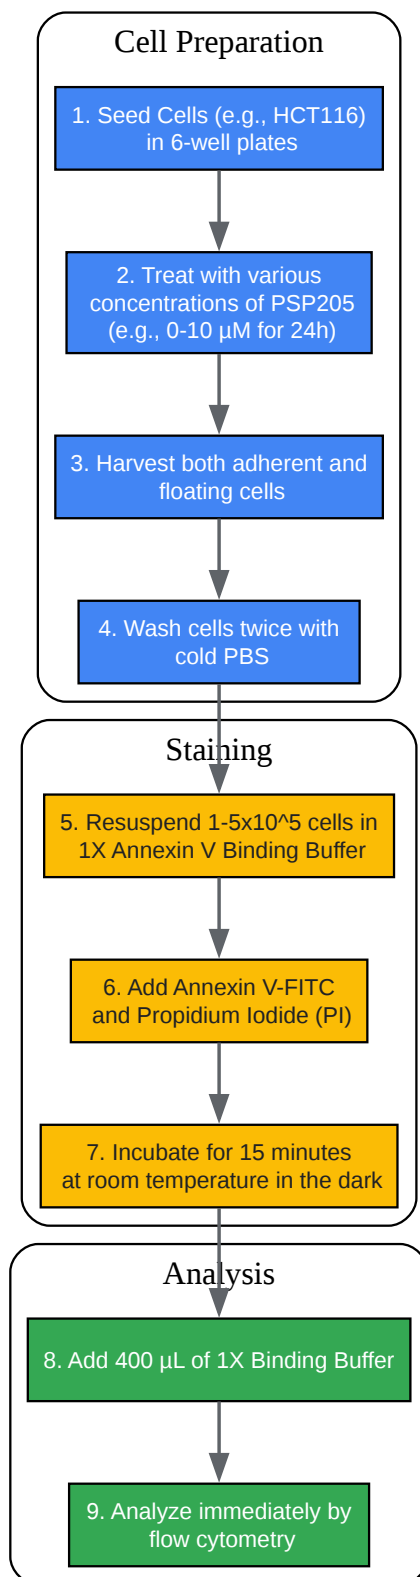 Cell Preparation
1. Seed Cells (e.g., HCT116)
in 6-well plates
2. Treat with various
concentrations of PSP205
(e.g., 0-10 µM for 24h)
3. Harvest both adherent and
floating cells
4. Wash cells twice with
cold PBS
Staining
5. Resuspend 1-5x10^5 cells in
1X Annexin V Binding Buffer
6. Add Annexin V-FITC
and Propidium Iodide (PI)
7. Incubate for 15 minutes
at room temperature in the dark
Analysis
8. Add 400 µL of 1X Binding Buffer
9. Analyze immediately by
flow cytometry